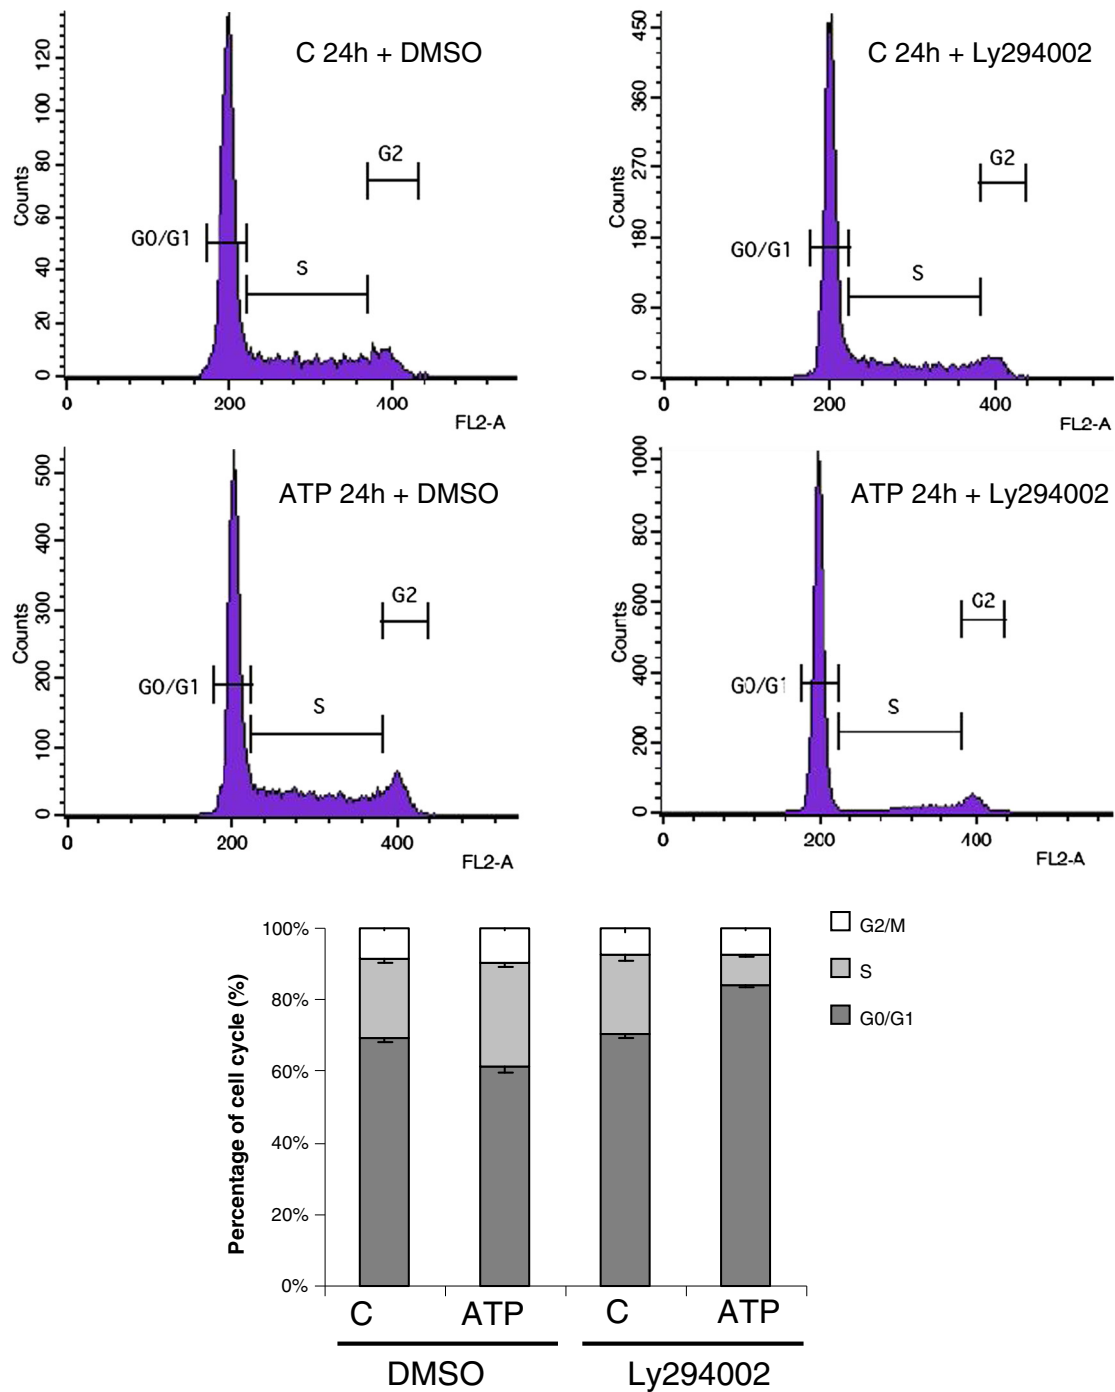 C 24h + DMSO
120
100
80
60
40
20
0
Counts
G0/G1
S
G2
0 200 400
FL2-A
C 24h + Ly294002
450
360
270
180
90
0
Counts
G0/G1
S
G2
0 200 400
FL2-A
ATP 24h + DMSO
500
400
300
200
100
0
Counts
G0/G1
S
G2
0 200 400
FL2-A
ATP 24h + Ly294002
1000
800
600
400
200
0
Counts
G0/G1
S
G2
0 200 400
FL2-A
Percentage of cell cycle (%)
100%
80%
60%
40%
20%
0%
G2/M
S
G0/G1
C ATP C ATP
DMSO Ly294002